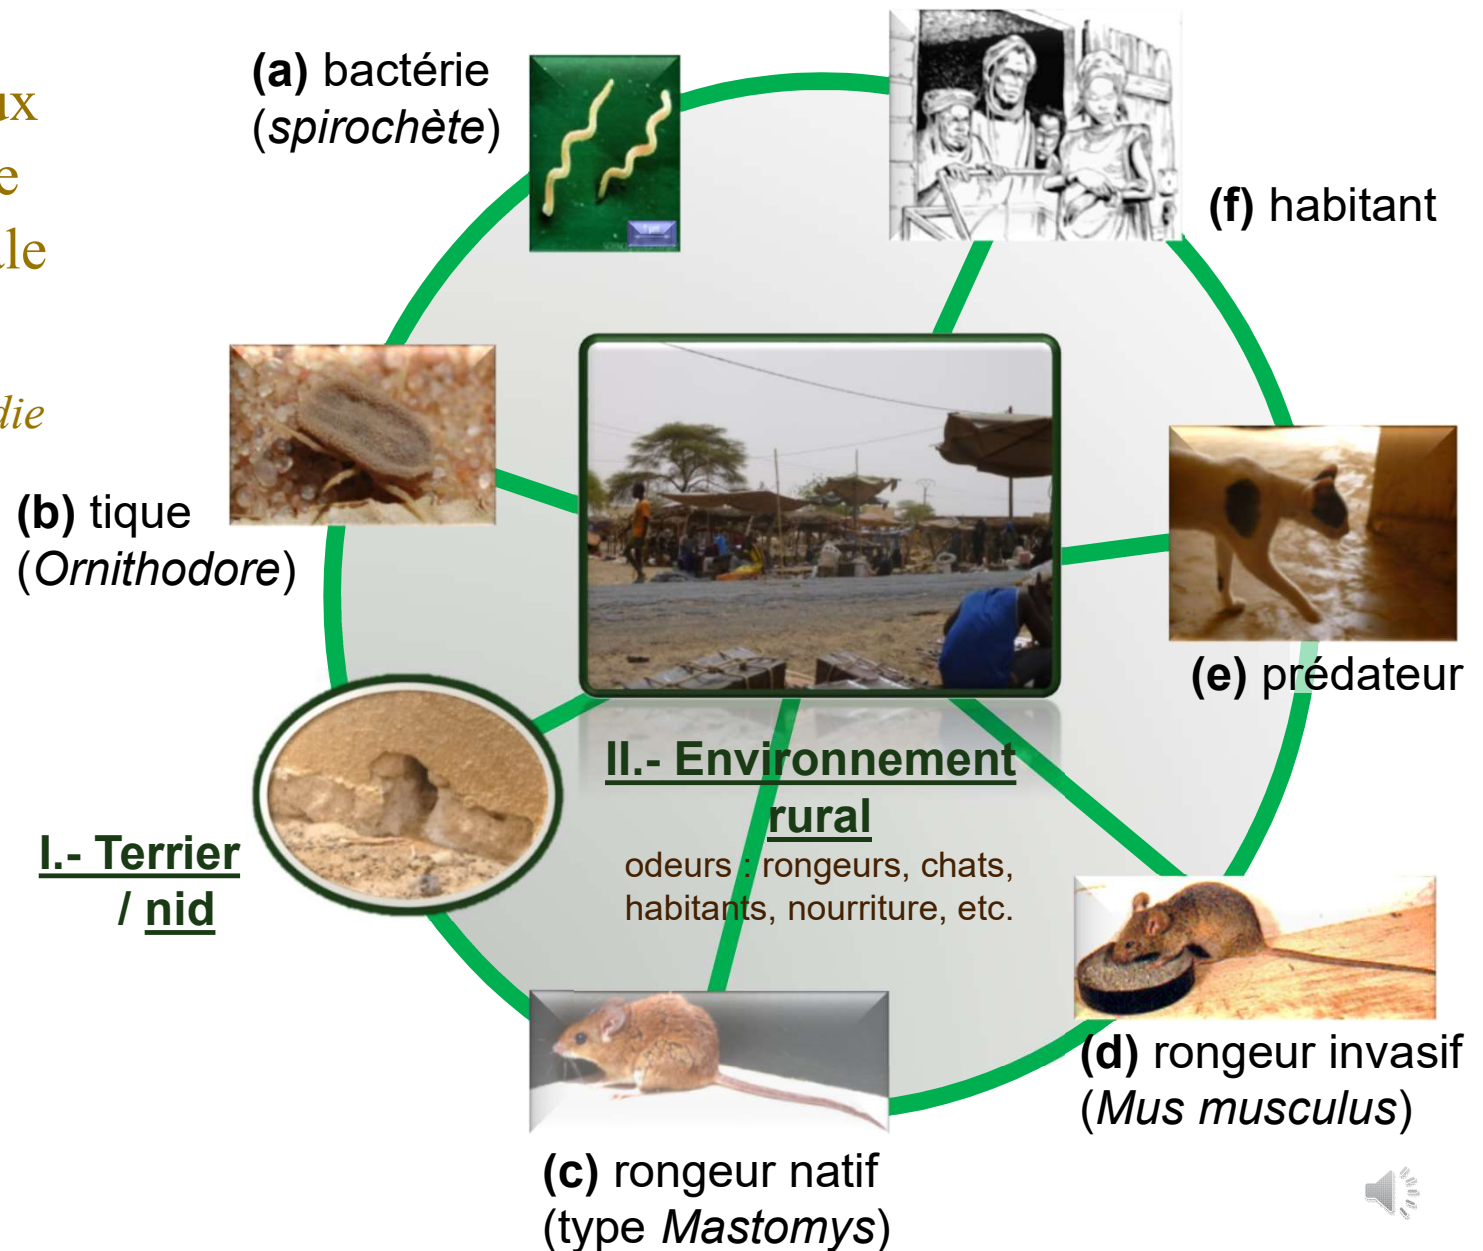 (a) bactérie
(spirochète)
(f) habitant
(b) tique
(Ornithodore)
(e) prédateur
II.- Environnement
rural
odeurs : rongeurs, chats,
habitants, nourriture, etc.
I.- Terrier
/ nid
(d) rongeur invasif
(Mus musculus)
(c) rongeur natif
(type Mastomys)